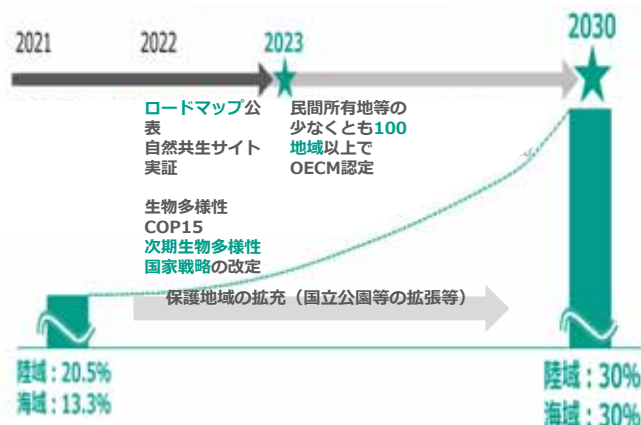 2021
2022
2023
2030
ロードマップ公
表
自然共生サイト
実証
生物多様性
COP15
次期生物多様性
国家戦略の改定
民間所有地等の
少なくとも100
地域以上で
OECM認定
保護地域の拡充（国立公園等の拡張等）
陸域：20.5%
海域：13.3%
陸域：30%
海域：30%